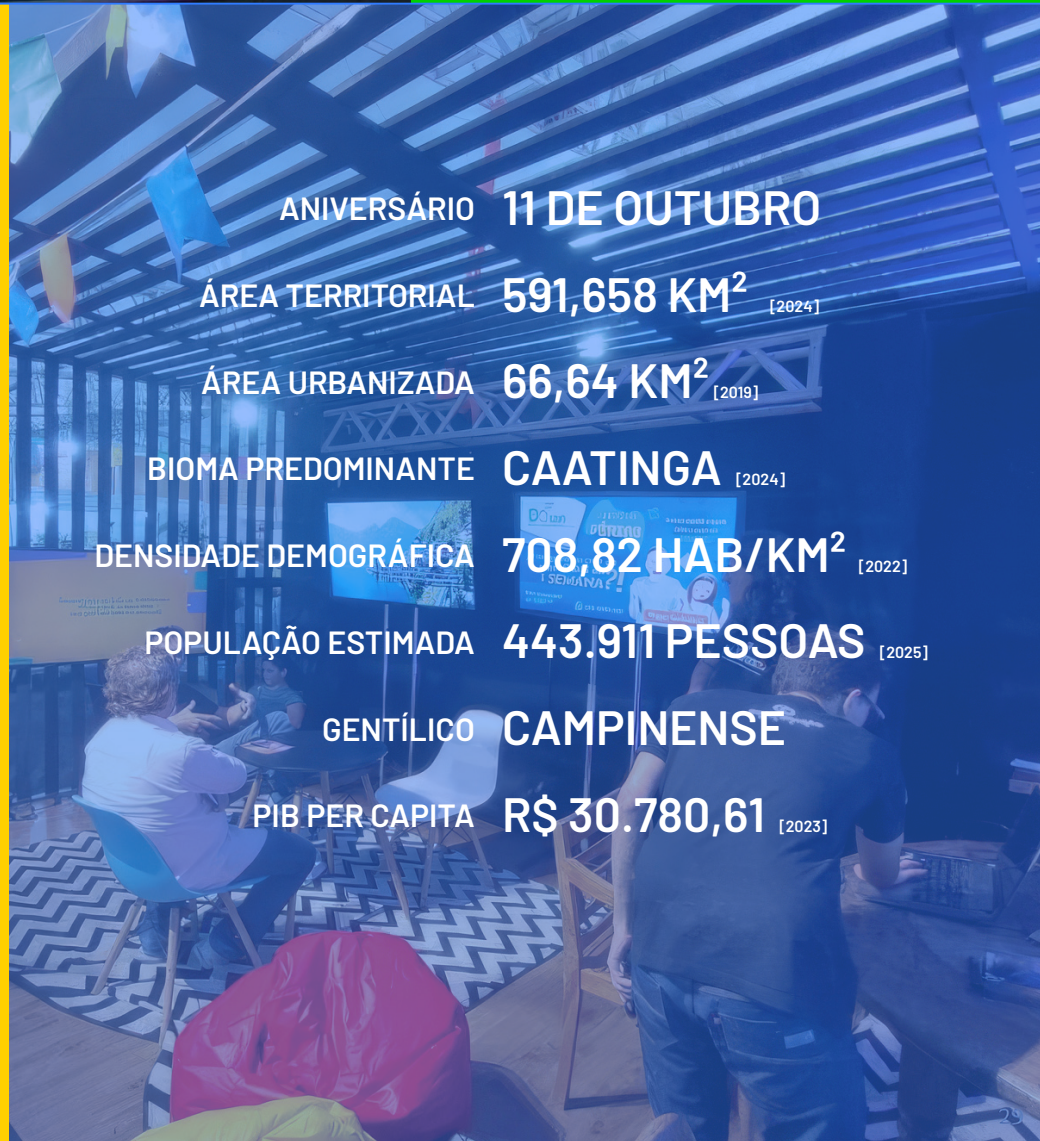 ANIVERSÁRIO 11 DE OUTUBRO
ÁREA TERRITORIAL 591,658 KM² [2024]
ÁREA URBANIZADA 66,64 KM² [2019]
BIOMA PREDOMINANTE CAATINGA [2024]
DENSIDADE DEMOGRÁFICA 708,82 HAB/KM² [2022]
POPULAÇÃO ESTIMADA 443.911 PESSOAS [2025]
GENTÍLICO CAMPINENSE
PIB PER CAPITA R$ 30.780,61 [2023]